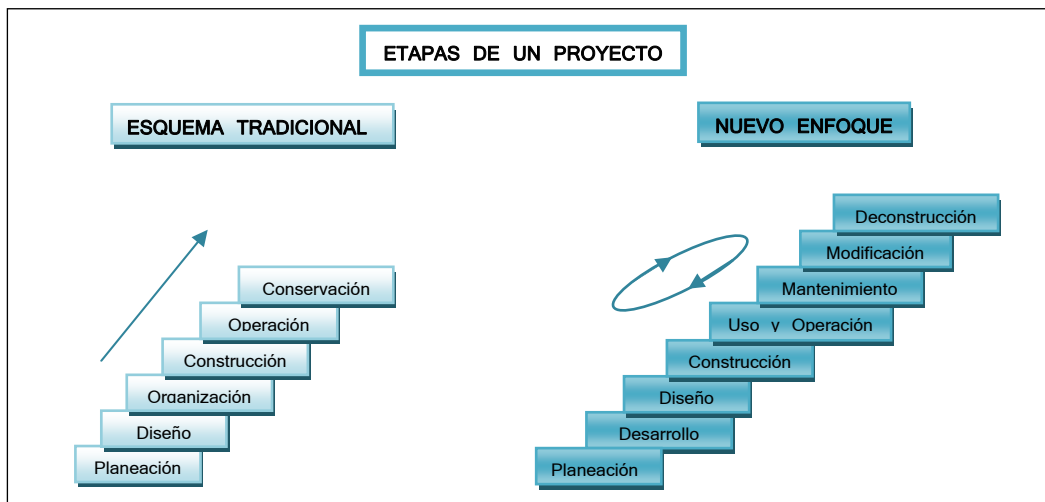 ETAPAS DE UN PROYECTO
ESQUEMA TRADICIONAL
Conservación
Operación
Construcción
Organización
Diseño
Planeación
NUEVO ENFOQUE
Deconstrucción
Modificación
Mantenimiento
Uso y Operación
Construcción
Diseño
Desarrollo
Planeación